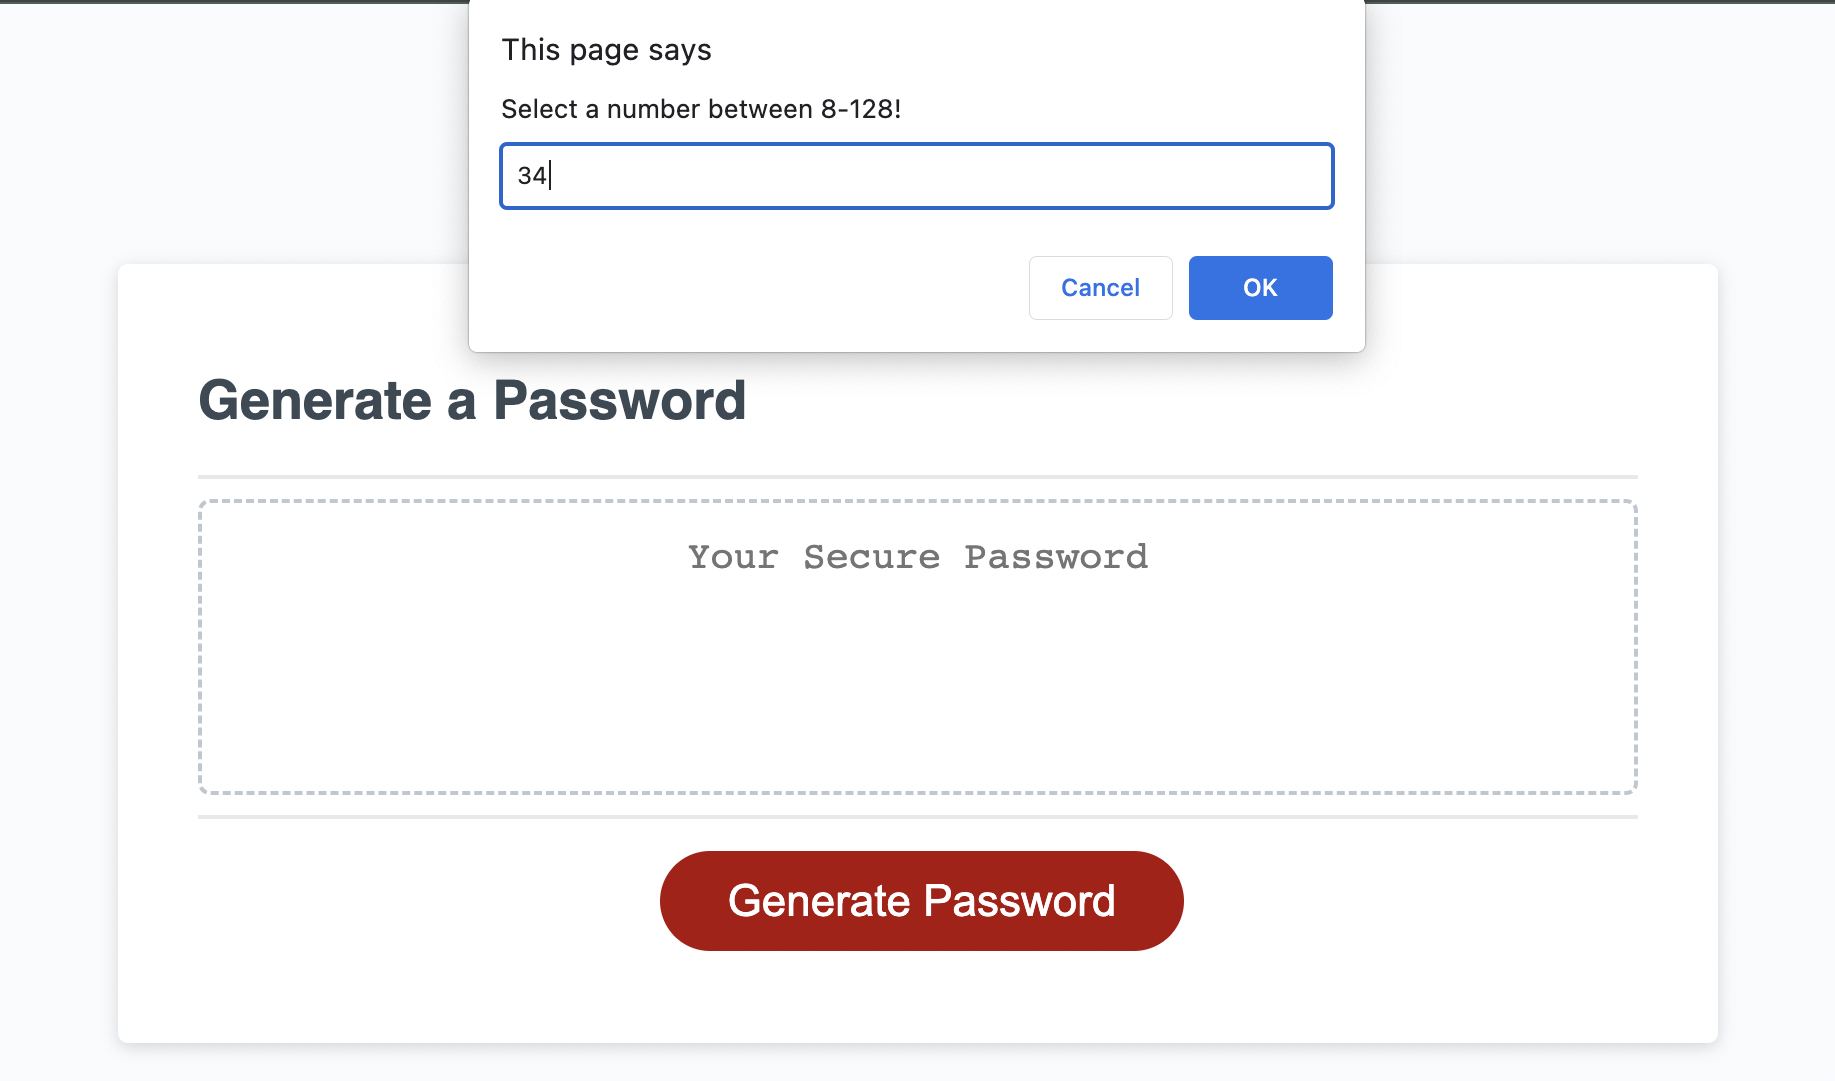 This page says
Select a number between 8-128!
34
Cancel
OK
Generate a Password
Your Secure Password
Generate Password